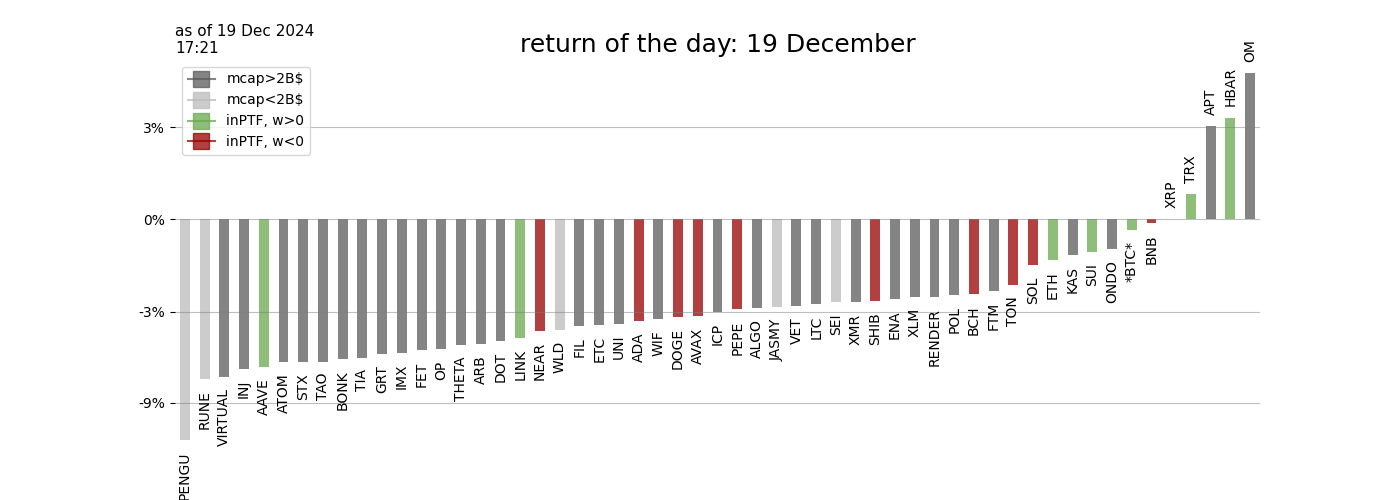 as of 19 Dec 2024
17:21
return of the day: 19 December
mcap>2B$
mcap<2B$
inPTF, w>0
inPTF, w<0
3%
0%
-3%
-9%
PENGU
RUNE
VIRTUAL
INJ
AAVE
ATOM
STX
TAO
BONK
TIA
GRT
IMX
FET
OP
THETA
ARB
DOT
LINK
NEAR
WLD
FIL
ETC
UNI
ADA
WIF
DOGE
AVAX
ICP
PEPE
ALGO
JASMY
VET
LTC
SEI
XMR
SHIB
ENA
XLM
RENDER
POL
BCH
FTM
TON
SOL
ETH
KAS
SUI
ONDO
*BTC*
BNB
XRP
TRX
APT
HBAR
OM